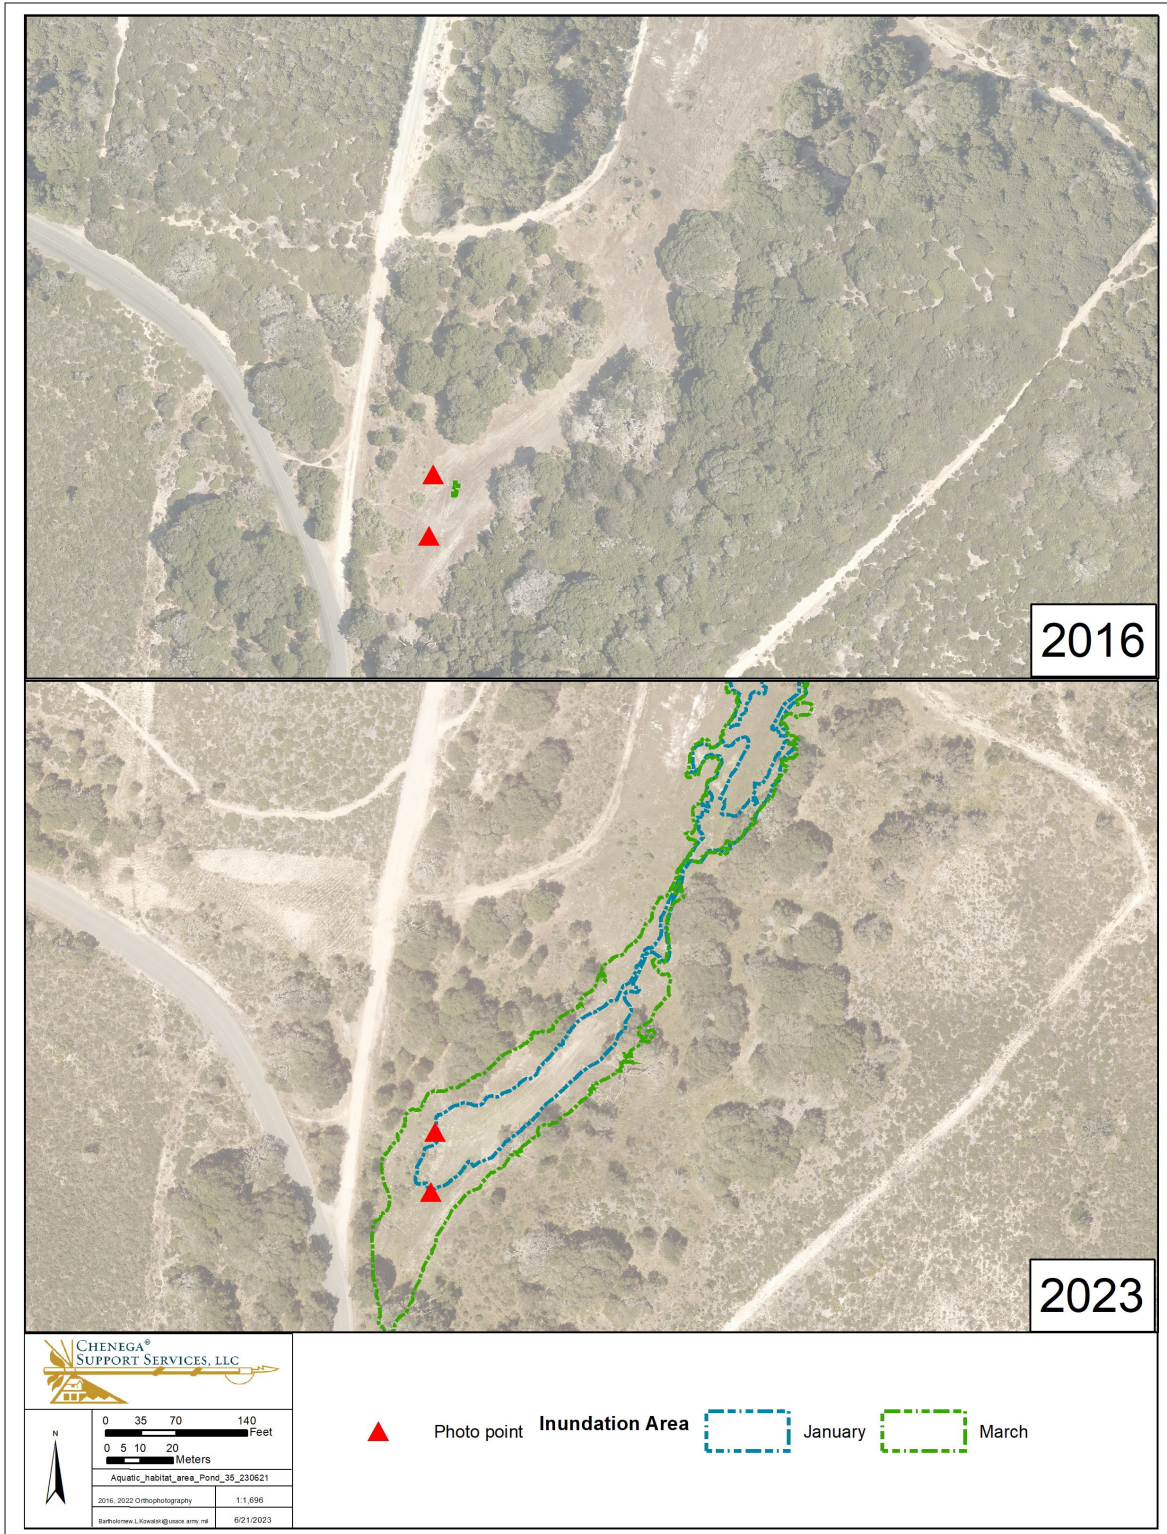 2016
2023
CHENEGA®
SUPPORT SERVICES, LLC
N
0 35 70 140
Feet
0 5 10 20
Meters
Aquatic_habitat_area_Pond_35_230621
2016, 2022 Orthophotography 1:1,696
Bartholomew.L.Kowalski@usace.army.mil 6/21/2023
Photo point Inundation Area January March